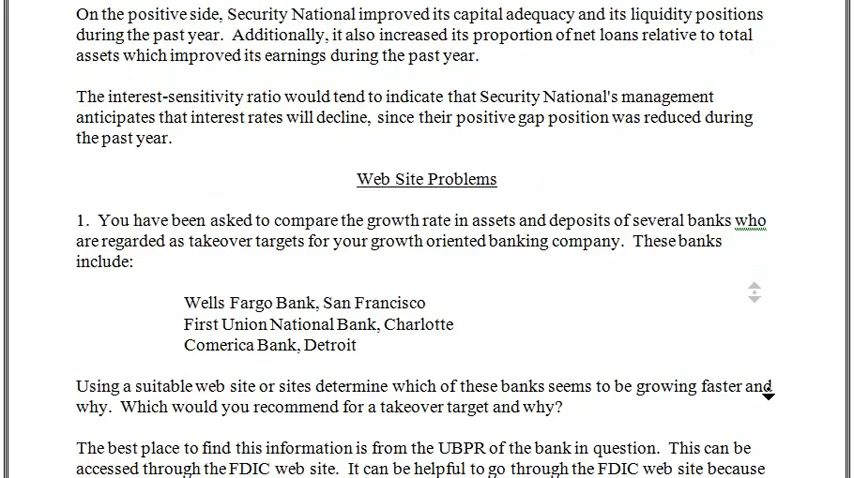 On the positive side, Security National improved its capital adequacy and its liquidity positions
during the past year.  Additionally, it also increased its proportion of net loans relative to total
assets which improved its earnings during the past year.
The interest-sensitivity ratio would tend to indicate that Security National's management
anticipates that interest rates will decline, since their positive gap position was reduced during
the past year.
Web Site Problems
1.  You have been asked to compare the growth rate in assets and deposits of several banks who
are regarded as takeover targets for your growth oriented banking company.  These banks
include:
Wells Fargo Bank, San Francisco
First Union National Bank, Charlotte
Comerica Bank, Detroit
Using a suitable web site or sites determine which of these banks seems to be growing faster and
why.  Which would you recommend for a takeover target and why?
The best place to find this information is from the UBPR of the bank in question.  This can be
accessed through the FDIC web site.  It can be helpful to go through the FDIC web site because